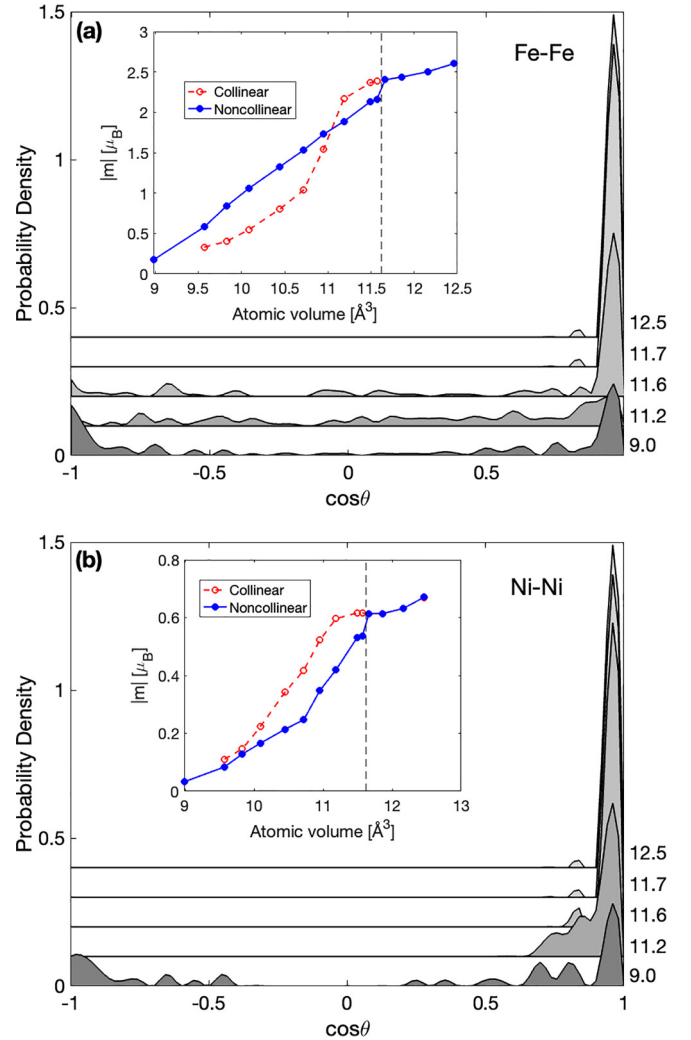 (a)
Fe-Fe
Probability Density
1.5
1
0.5
0
|m| [μB]
3
2.5
2
1.5
1
0.5
0
Collinear
Noncollinear
9 9.5 10 10.5 11 11.5 12 12.5
Atomic volume [Å3]
12.5
11.7
11.6
11.2
9.0
-1 -0.5 0 0.5 1
cosθ
(b)
Ni-Ni
Probability Density
1.5
1
0.5
0
|m| [μB]
0.8
0.6
0.4
0.2
0
Collinear
Noncollinear
9 10 11 12 13
Atomic volume [Å3]
12.5
11.7
11.6
11.2
9.0
-1 -0.5 0 0.5 1
cosθ